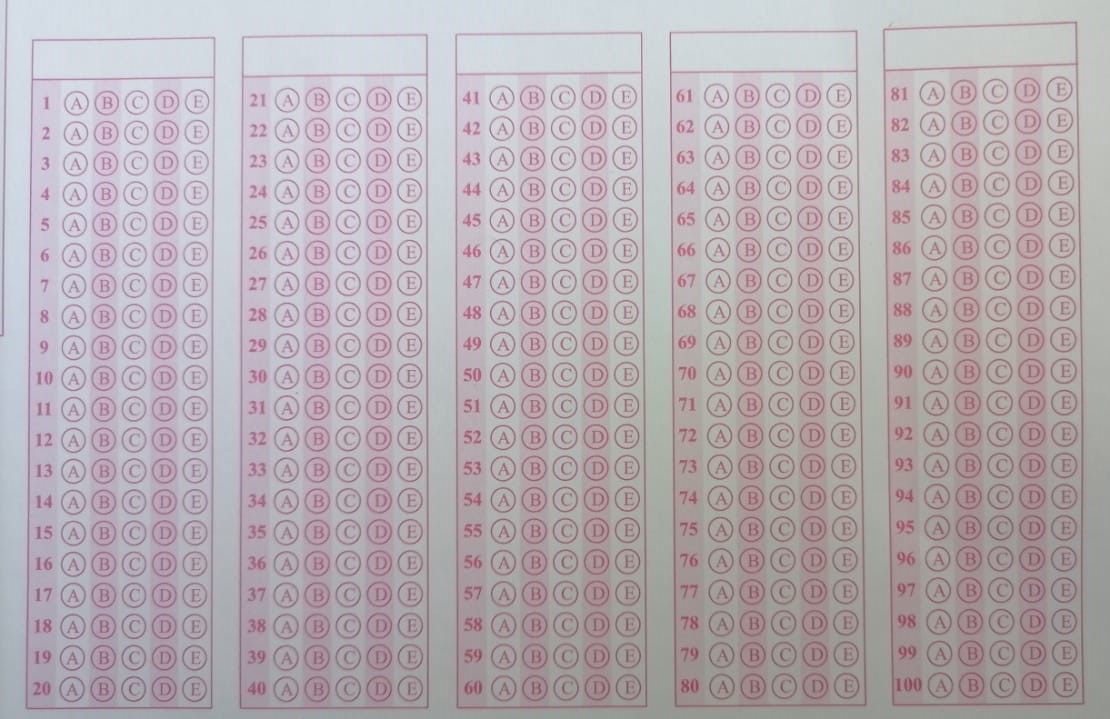 1 A B C D E
2 A B C D E
3 A B C D E
4 A B C D E
5 A B C D E
6 A B C D E
7 A B C D E
8 A B C D E
9 A B C D E
10 A B C D E
11 A B C D E
12 A B C D E
13 A B C D E
14 A B C D E
15 A B C D E
16 A B C D E
17 A B C D E
18 A B C D E
19 A B C D E
20 A B C D E
21 A B C D E
22 A B C D E
23 A B C D E
24 A B C D E
25 A B C D E
26 A B C D E
27 A B C D E
28 A B C D E
29 A B C D E
30 A B C D E
31 A B C D E
32 A B C D E
33 A B C D E
34 A B C D E
35 A B C D E
36 A B C D E
37 A B C D E
38 A B C D E
39 A B C D E
40 A B C D E
41 A B C D E
42 A B C D E
43 A B C D E
44 A B C D E
45 A B C D E
46 A B C D E
47 A B C D E
48 A B C D E
49 A B C D E
50 A B C D E
51 A B C D E
52 A B C D E
53 A B C D E
54 A B C D E
55 A B C D E
56 A B C D E
57 A B C D E
58 A B C D E
59 A B C D E
60 A B C D E
61 A B C D E
62 A B C D E
63 A B C D E
64 A B C D E
65 A B C D E
66 A B C D E
67 A B C D E
68 A B C D E
69 A B C D E
70 A B C D E
71 A B C D E
72 A B C D E
73 A B C D E
74 A B C D E
75 A B C D E
76 A B C D E
77 A B C D E
78 A B C D E
79 A B C D E
80 A B C D E
81 A B C D E
82 A B C D E
83 A B C D E
84 A B C D E
85 A B C D E
86 A B C D E
87 A B C D E
88 A B C D E
89 A B C D E
90 A B C D E
91 A B C D E
92 A B C D E
93 A B C D E
94 A B C D E
95 A B C D E
96 A B C D E
97 A B C D E
98 A B C D E
99 A B C D E
100 A B C D E